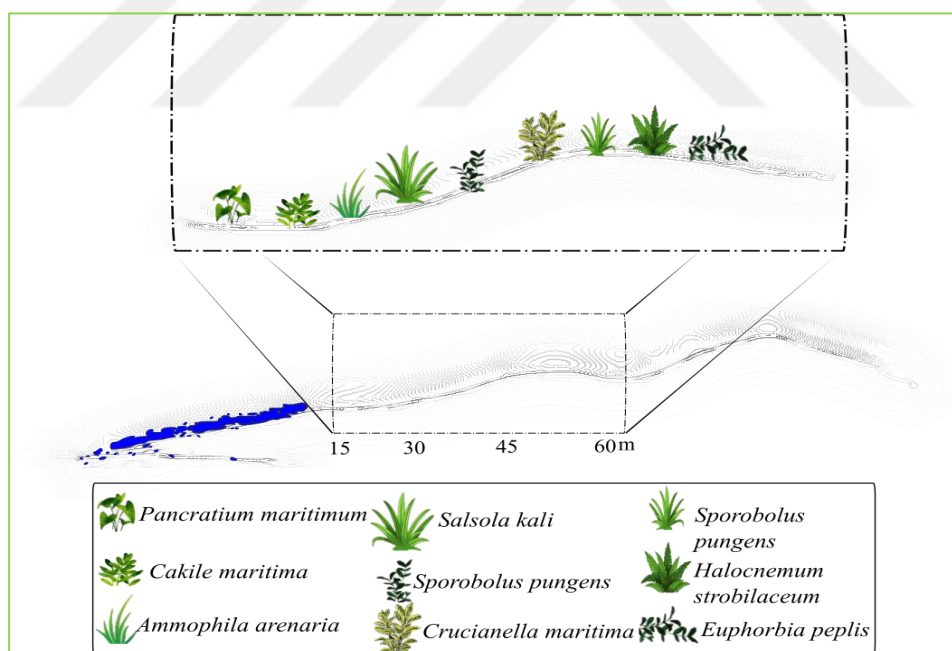 15 30 45 60 m
Pancratium maritimum
Cakile maritima
Ammophila arenaria
Salsola kali
Sporobolus pungens
Crucianella maritima
Sporobolus
pungens
Halocnemum
strobilaceum
Euphorbia peplis